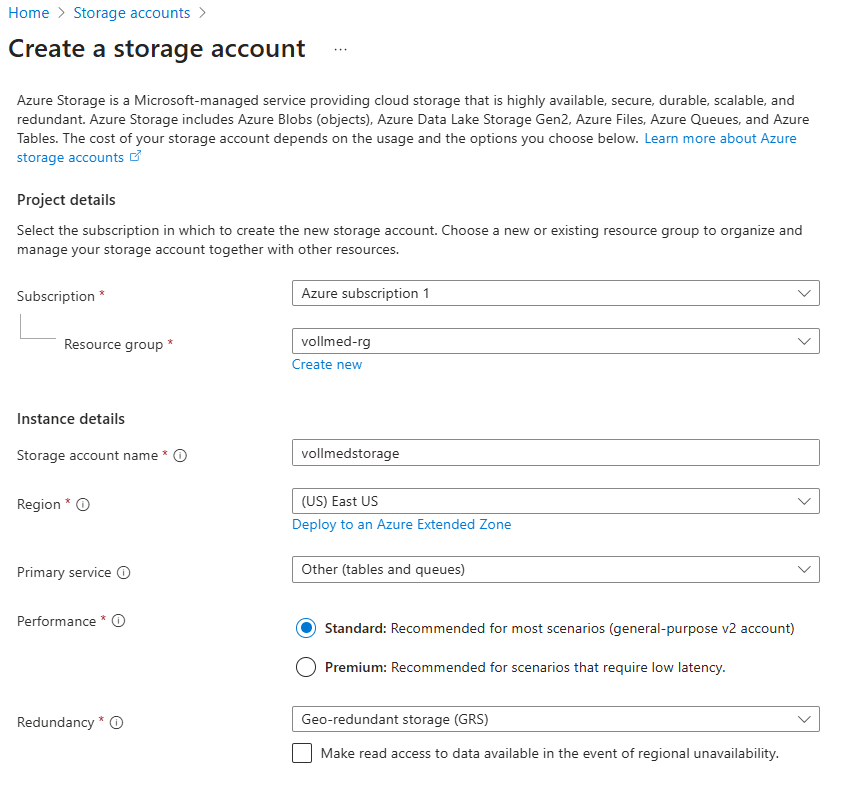 Home > Storage accounts >
Create a storage account ...
Azure Storage is a Microsoft-managed service providing cloud storage that is highly available, secure, durable, scalable, and
redundant. Azure Storage includes Azure Blobs (objects), Azure Data Lake Storage Gen2, Azure Files, Azure Queues, and Azure
Tables. The cost of your storage account depends on the usage and the options you choose below. Learn more about Azure
storage accounts
Project details
Select the subscription in which to create the new storage account. Choose a new or existing resource group to organize and
manage your storage account together with other resources.
Subscription * Azure subscription 1
Resource group * vollmed-rg
Create new
Instance details
Storage account name * vollmedstorage
Region * (US) East US
Deploy to an Azure Extended Zone
Primary service Other (tables and queues)
Performance *
Standard: Recommended for most scenarios (general-purpose v2 account)
Premium: Recommended for scenarios that require low latency.
Redundancy * Geo-redundant storage (GRS)
Make read access to data available in the event of regional unavailability.